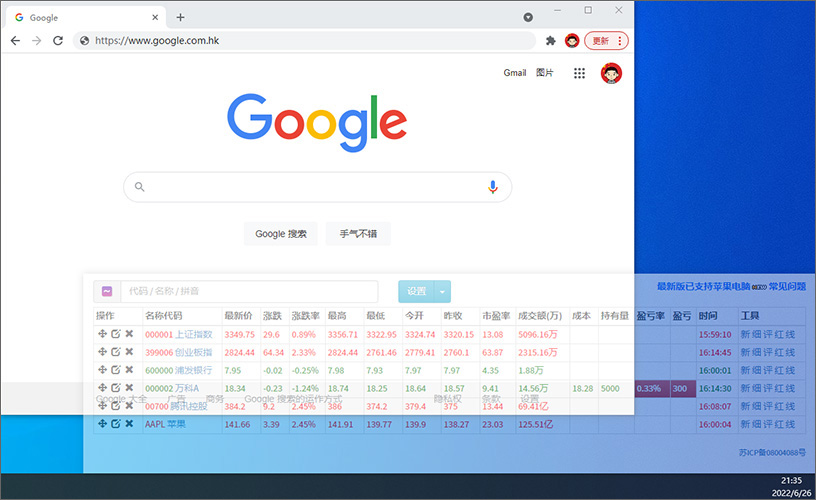 Google
https://www.google.com.hk
更新
Gmail 图片
Google
Google 搜索 手气不错
代码 / 名称 / 拼音 设置 最新版已支持苹果电脑 常见问题
操作 名称代码 最新价 涨跌 涨跌率 最高 最低 今开 昨收 市盈率 成交额(万) 成本 持有量 盈亏率 盈亏 时间 工具
000001 上证指数 3349.75 29.6 0.89% 3356.71 3322.95 3324.74 3320.15 13.08 5096.16万 15:59:10 新 细 评 红 线
399006 创业板指 2824.44 64.34 2.33% 2824.44 2761.46 2779.41 2760.1 63.87 2315.16万 16:14:45 新 细 评 红 线
600000 浦发银行 7.95 -0.02 -0.25% 7.98 7.93 7.97 7.97 4.35 1.88万 16:00:01 新 细 评 红 线
000002 万科A 18.34 -0.23 -1.24% 18.74 18.25 18.64 18.57 9.41 14.56万 18.28 5000 0.33% 300 16:14:30 新 细 评 红 线
Google 大全 广告 商务 Google 搜索的运作方式 隐私权 条款 设置
00700 腾讯控股 384.2 9.2 2.45% 386 374.2 379.4 375 13.44 69.41亿 16:08:07 新 细 评 红 线
AAPL 苹果 141.66 3.39 2.45% 141.91 139.77 139.9 138.27 23.03 125.51亿 16:00:04 新 细 评 红 线
苏ICP备08004088号
21:35
2022/6/26